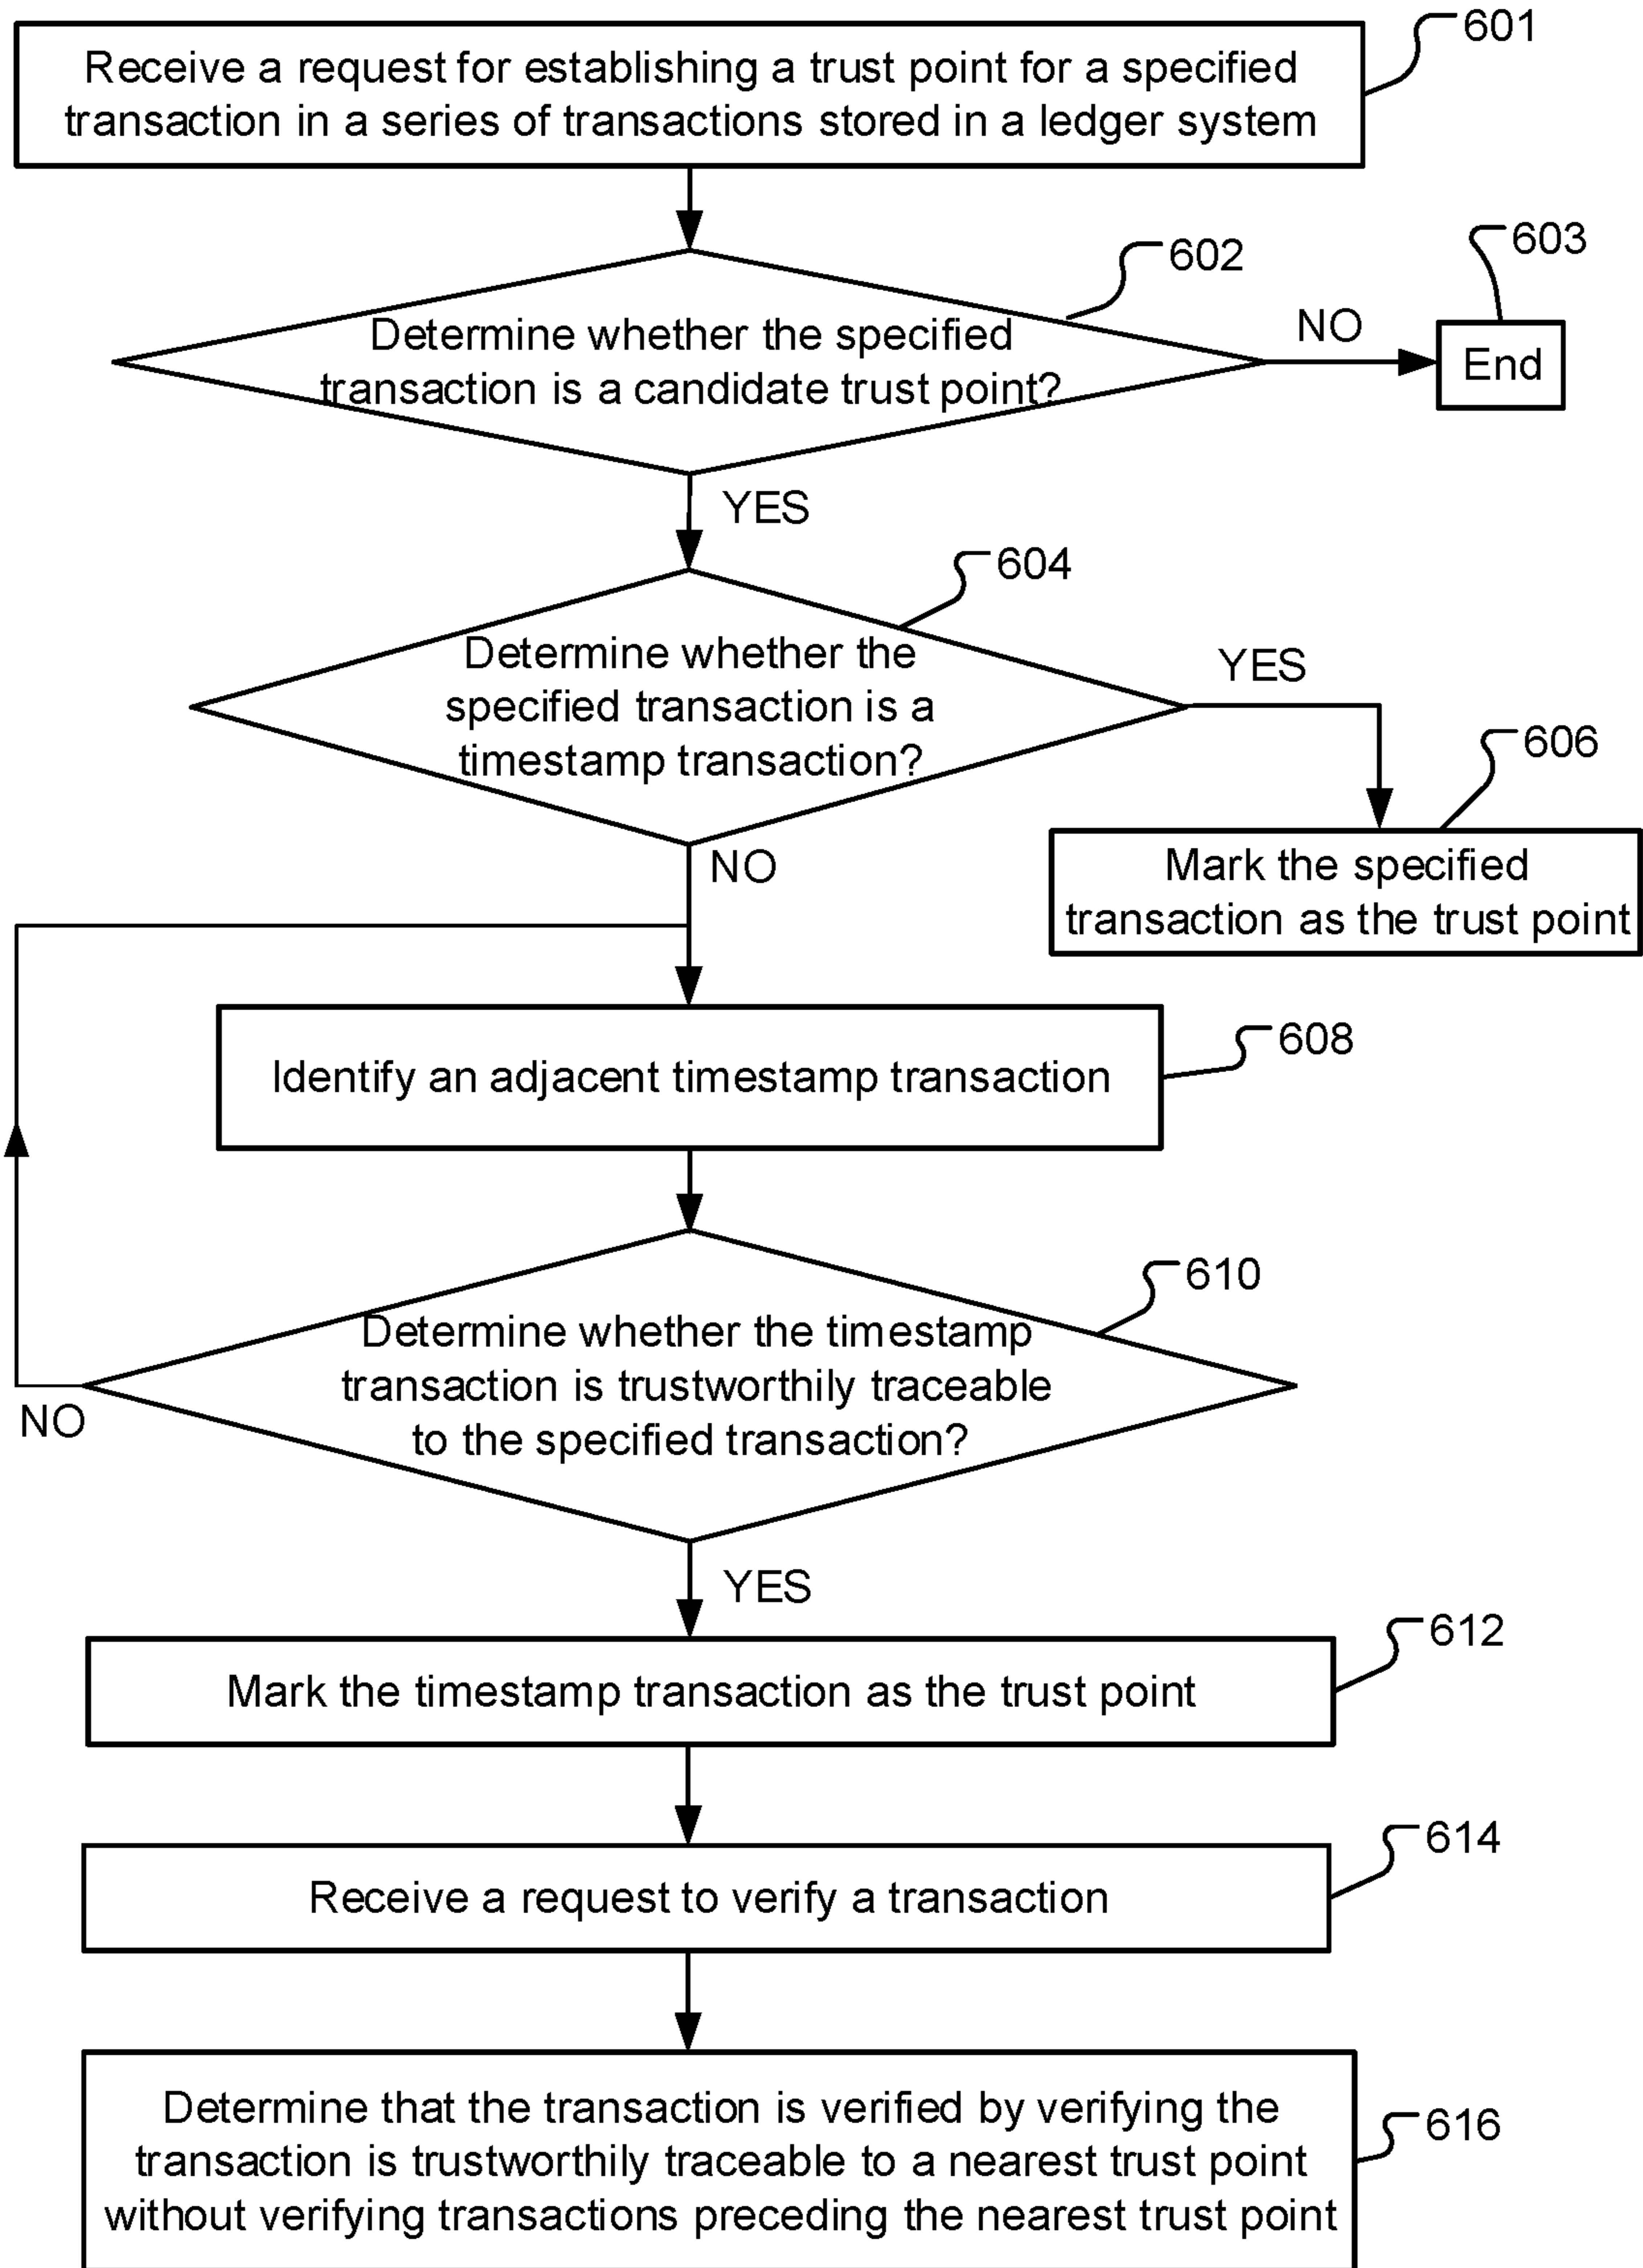 601
Receive a request for establishing a trust point for a specified
transaction in a series of transactions stored in a ledger system
602
603
Determine whether the specified
transaction is a candidate trust point?
NO
End
YES
604
Determine whether the
specified transaction is a
timestamp transaction?
YES
606
Mark the specified
transaction as the trust point
NO
608
Identify an adjacent timestamp transaction
610
Determine whether the timestamp
transaction is trustworthily traceable
to the specified transaction?
NO
YES
612
Mark the timestamp transaction as the trust point
614
Receive a request to verify a transaction
616
Determine that the transaction is verified by verifying the
transaction is trustworthily traceable to a nearest trust point
without verifying transactions preceding the nearest trust point